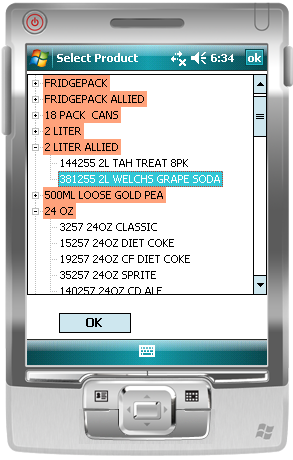 Select Product 6:34 ok
FRIDGEPACK
FRIDGEPACK ALLIED
18 PACK CANS
2 LITER
2 LITER ALLIED
144255 2L TAH TREAT 8PK
381255 2L WELCHS GRAPE SODA
500ML LOOSE GOLD PEA
24 OZ
3257 24OZ CLASSIC
15257 24OZ DIET COKE
19257 24OZ CF DIET COKE
35257 24OZ SPRITE
140257 24OZ CD ALE
OK